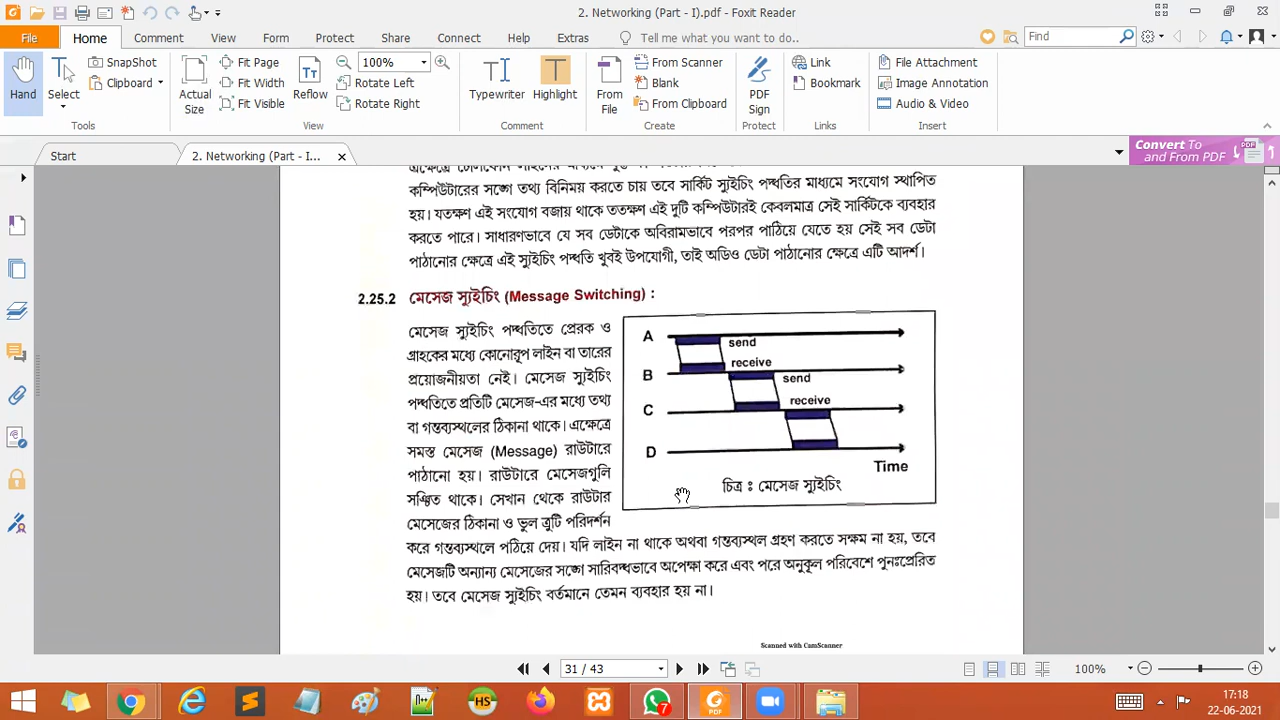 2. Networking (Part - I).pdf - Foxit Reader
File Home Comment View Form Protect Share Connect Help Extras Tell me what you want to do... Find
Hand
Select
SnapShot
Clipboard
Tools
Actual Size
Fit Page
Fit Width
Fit Visible
Reflow
100%
Rotate Left
Rotate Right
View
Typewriter
Highlight
Comment
From File
From Scanner
Blank
From Clipboard
Create
PDF Sign
Protect
Link
Bookmark
Links
File Attachment
Image Annotation
Audio & Video
Insert
Start
2. Networking (Part - I...
Convert To
and From PDF
কম্পিউটারের সঙ্গে তথ্য বিনিময় করতে চায় তবে সার্কিট স্যুইচিং পদ্ধতির মাধ্যমে সংযোগ স্থাপিত
হয়। যতক্ষণ এই সংযোগ বজায় থাকে ততক্ষণ এই দুটি কম্পিউটারই কেবলমাত্র সেই সার্কিটকে ব্যবহার
করতে পারে। সাধারণভাবে যে সব ডেটাকে অবিরামভাবে পরপর পাঠিয়ে যেতে হয় সেই সব ডেটা
পাঠানোর ক্ষেত্রে এই স্যুইচিং পদ্ধতি খুবই উপযোগী, তাই অডিও ডেটা পাঠানোর ক্ষেত্রে এটি আদর্শ।
2.25.2 মেসেজ স্যুইচিং (Message Switching) :
মেসেজ স্যুইচিং পদ্ধতিতে প্রেরক ও
গ্রাহকের মধ্যে কোনোরূপ লাইন বা তারের
প্রয়োজনীয়তা নেই। মেসেজ স্যুইচিং
পদ্ধতিতে প্রতিটি মেসেজ-এর মধ্যে তথ্য
বা গন্তব্যস্থলের ঠিকানা থাকে। এক্ষেত্রে
সমস্ত মেসেজ (Message) রাউটারে
পাঠানো হয়। রাউটারে মেসেজগুলি
সঞ্চিত থাকে। সেখান থেকে রাউটার
মেসেজের ঠিকানা ও ভুল ত্রুটি পরিদর্শন
করে গন্তব্যস্থলে পঠিয়ে দেয়। যদি লাইন না থাকে অথবা গন্তব্যস্থল গ্রহণ করতে সক্ষম না হয়, তবে
মেসেজটি অন্যান্য মেসেজের সঙ্গে সারিবদ্ধভাবে অপেক্ষা করে এবং পরে অনুকূল পরিবেশে পুনঃপ্রেরিত
হয়। তবে মেসেজ স্যুইচিং বর্তমানে তেমন ব্যবহার হয় না।
A
send
receive
B
send
receive
C
D
Time
চিত্র ঃ মেসেজ স্যুইচিং
Scanned with CamScanner
31 / 43
100%
7
17:18
22-06-2021